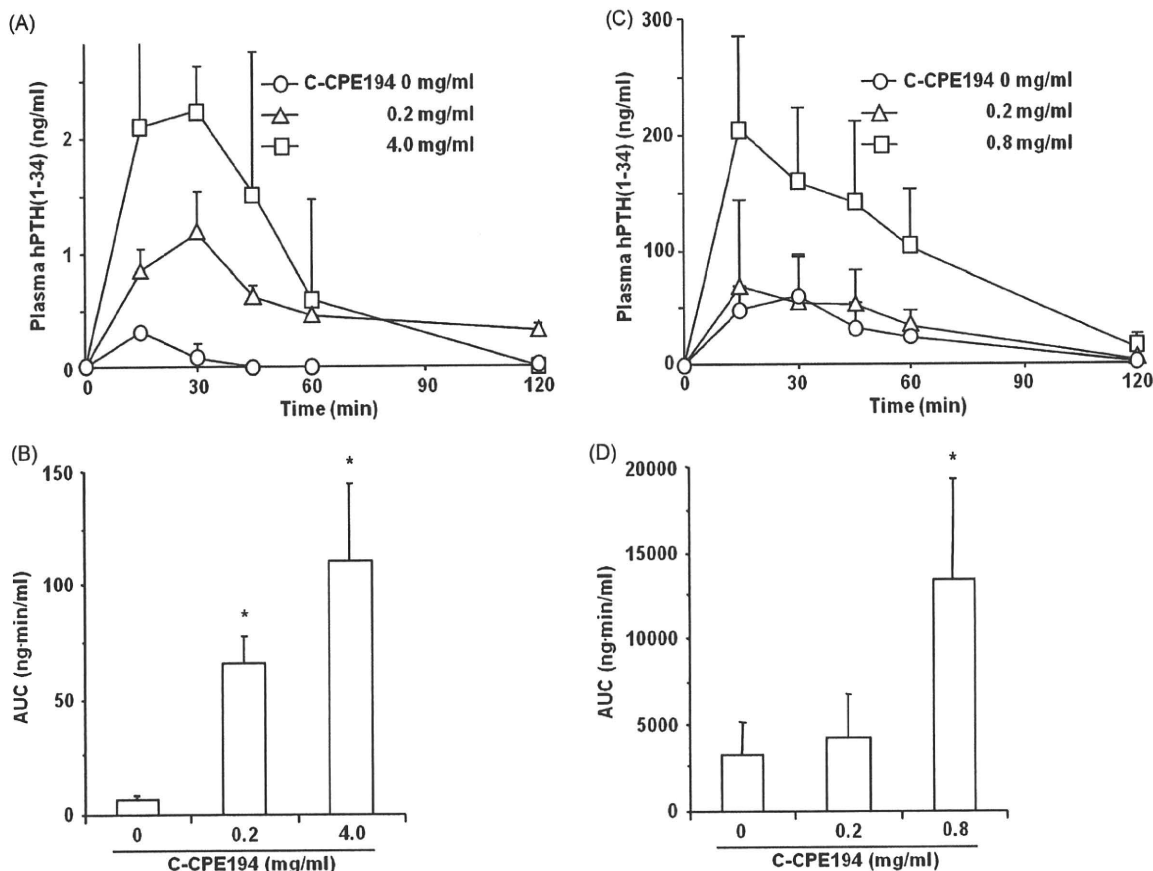 (A)
Plasma hPTH(1-34) (ng/ml)
2
1
0
C-CPE194 0 mg/ml
0.2 mg/ml
4.0 mg/ml
0 30 60 90 120
Time (min)
(C)
Plasma hPTH(1-34) (ng/ml)
300
200
100
0
C-CPE194 0 mg/ml
0.2 mg/ml
0.8 mg/ml
0 30 60 90 120
Time (min)
(B)
AUC (ng·min/ml)
150
100
50
0
*
*
0 0.2 4.0
C-CPE194 (mg/ml)
(D)
AUC (ng·min/ml)
20000
15000
10000
5000
0
*
0 0.2 0.8
C-CPE194 (mg/ml)